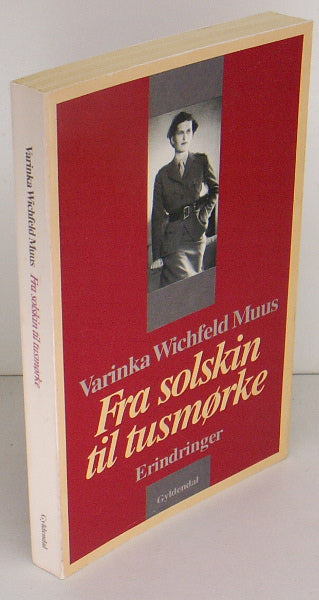 Varinka Wichfeld Muus
Fra solskin
til tusmørke
Erindringer
Gyldendal
Varinka Wichfeld Muus Fra solskin til tusmørke
Gyldendal